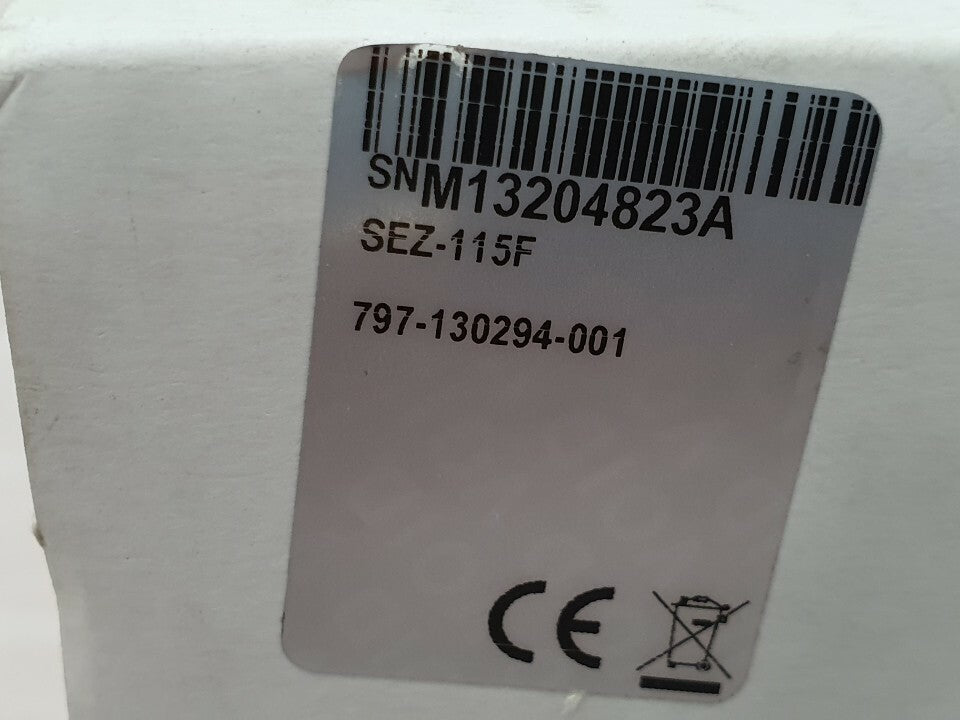 SNM13204823A
SEZ-115F
797-130294-001
CE